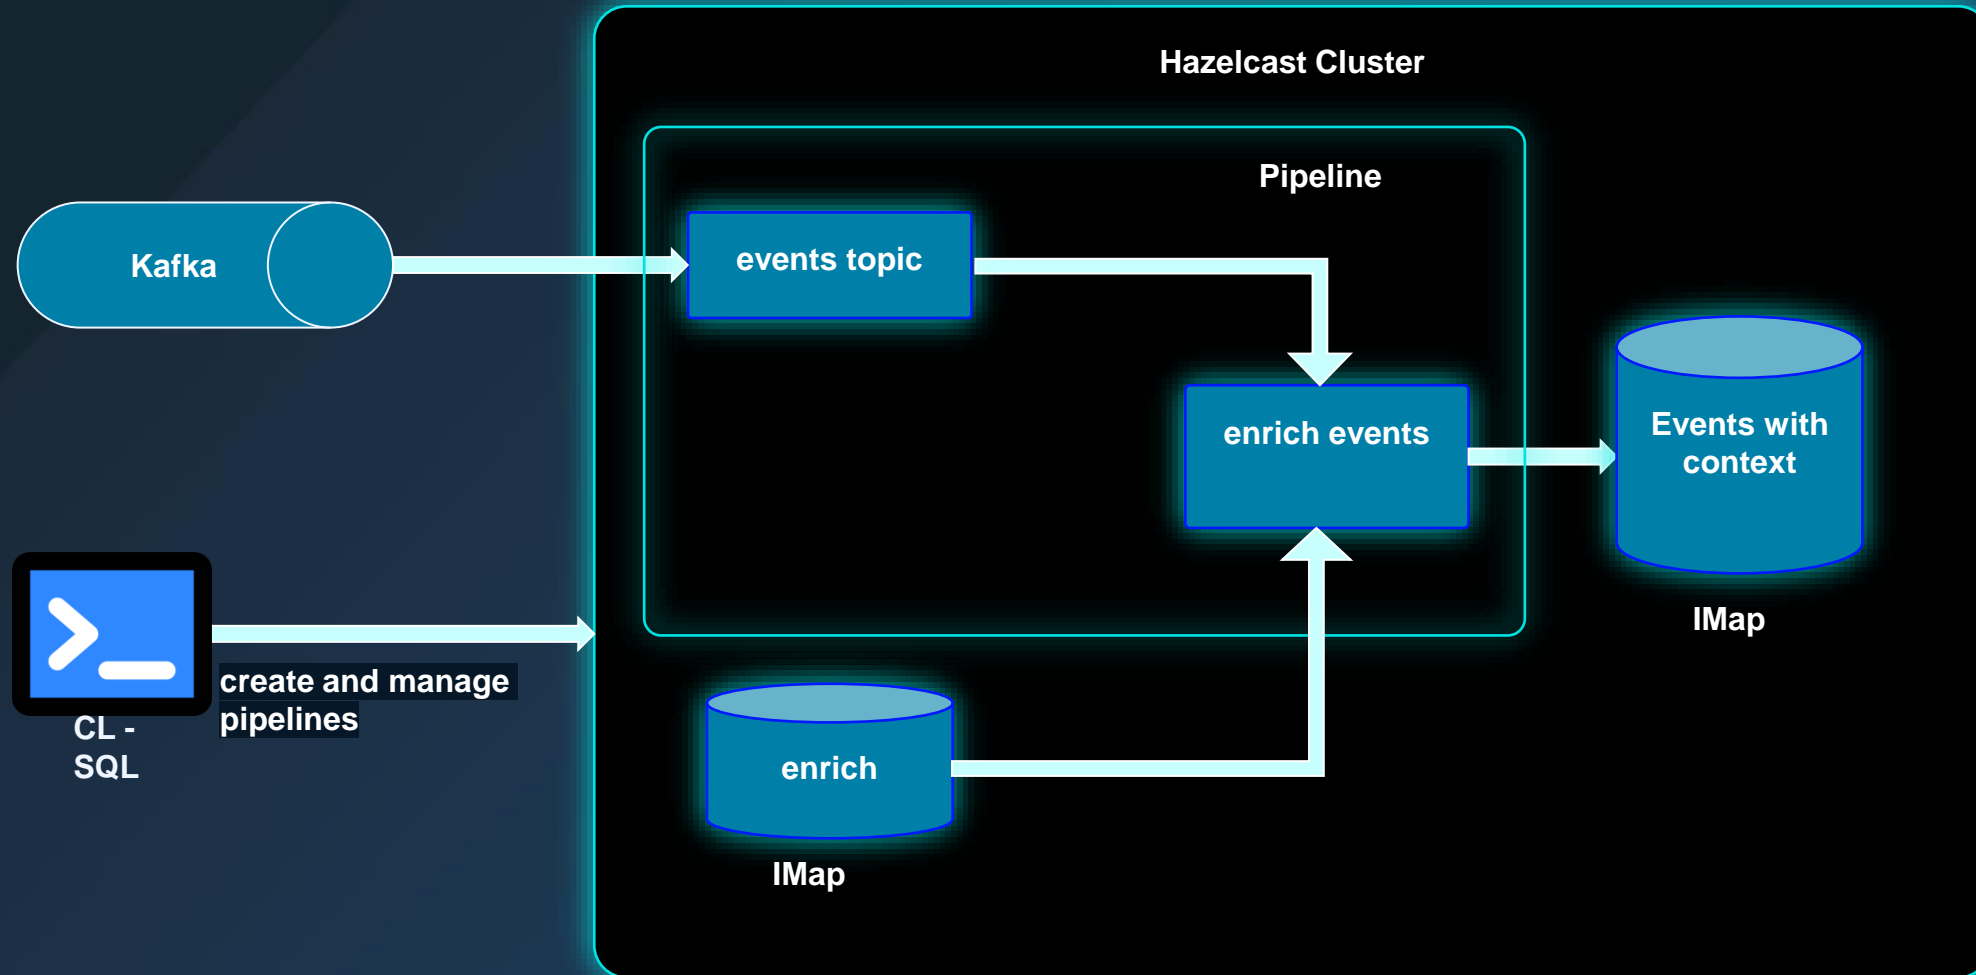 Hazelcast Cluster
Pipeline
Kafka
events topic
enrich events
Events with
context
IMap
create and manage
pipelines
CL -
SQL
enrich
IMap